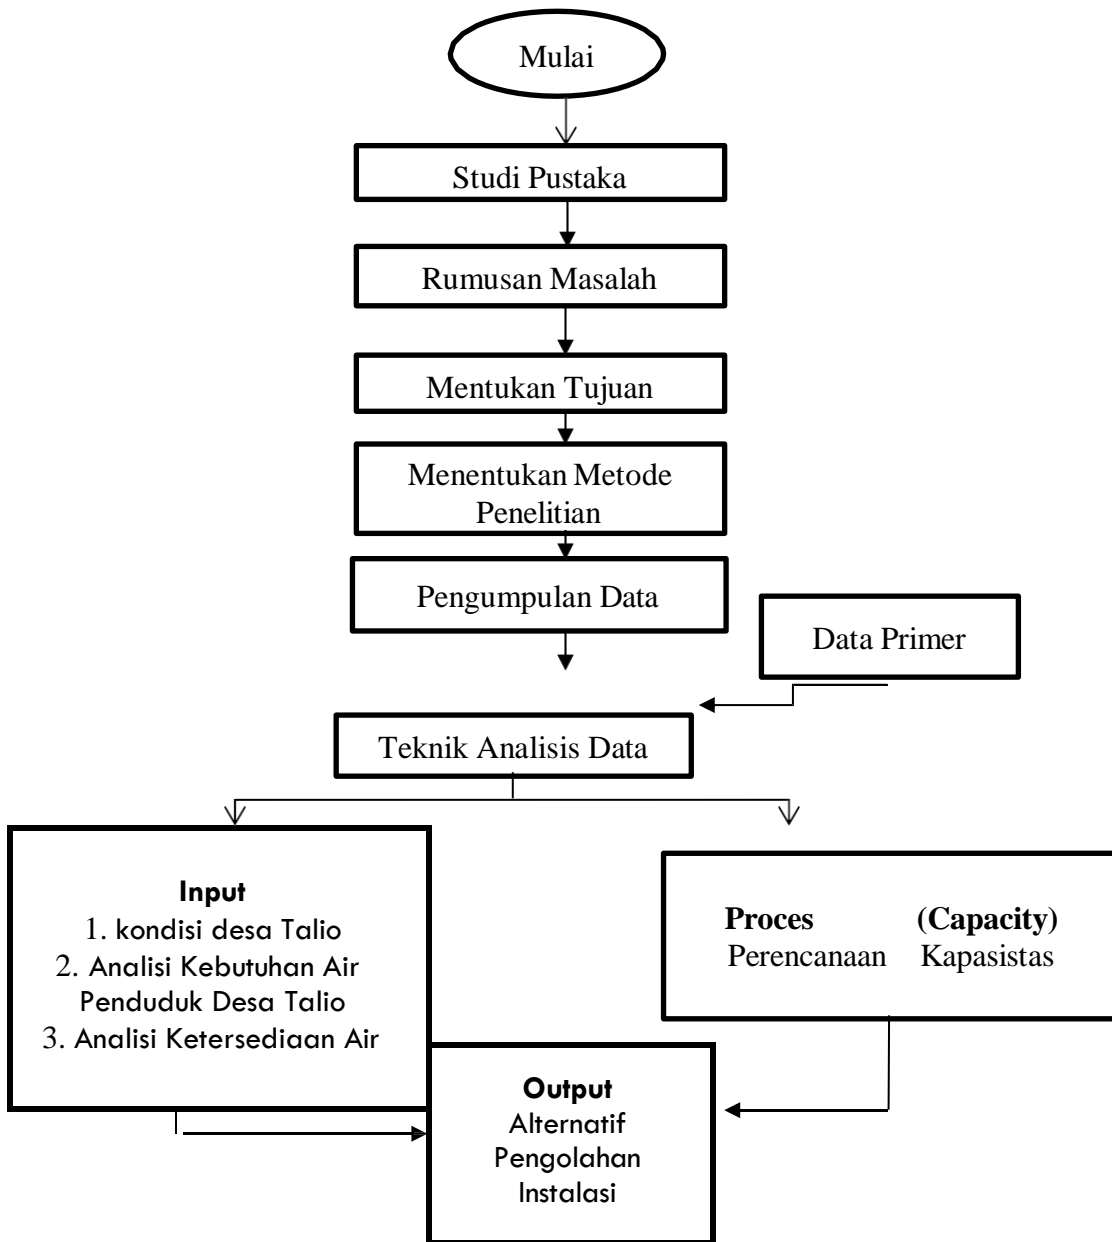 Mulai
Studi Pustaka
Rumusan Masalah
Mentukan Tujuan
Menentukan Metode
Penelitian
Pengumpulan Data
Data Primer
Teknik Analisis Data
Input
1. kondisi desa Talio
2. Analisi Kebutuhan Air
Penduduk Desa Talio
3. Analisi Ketersediaan Air
Proces (Capacity)
Perencanaan Kapasistas
Output
Alternatif
Pengolahan
Instalasi